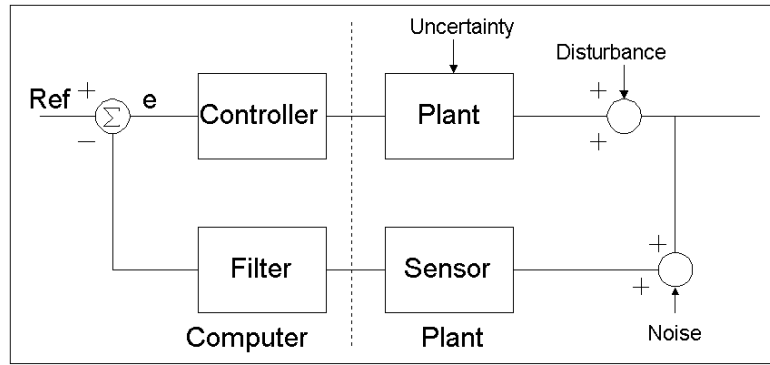 Uncertainty
Disturbance
Ref + Σ e Controller Plant + +
−
Filter Sensor + +
Computer Plant Noise